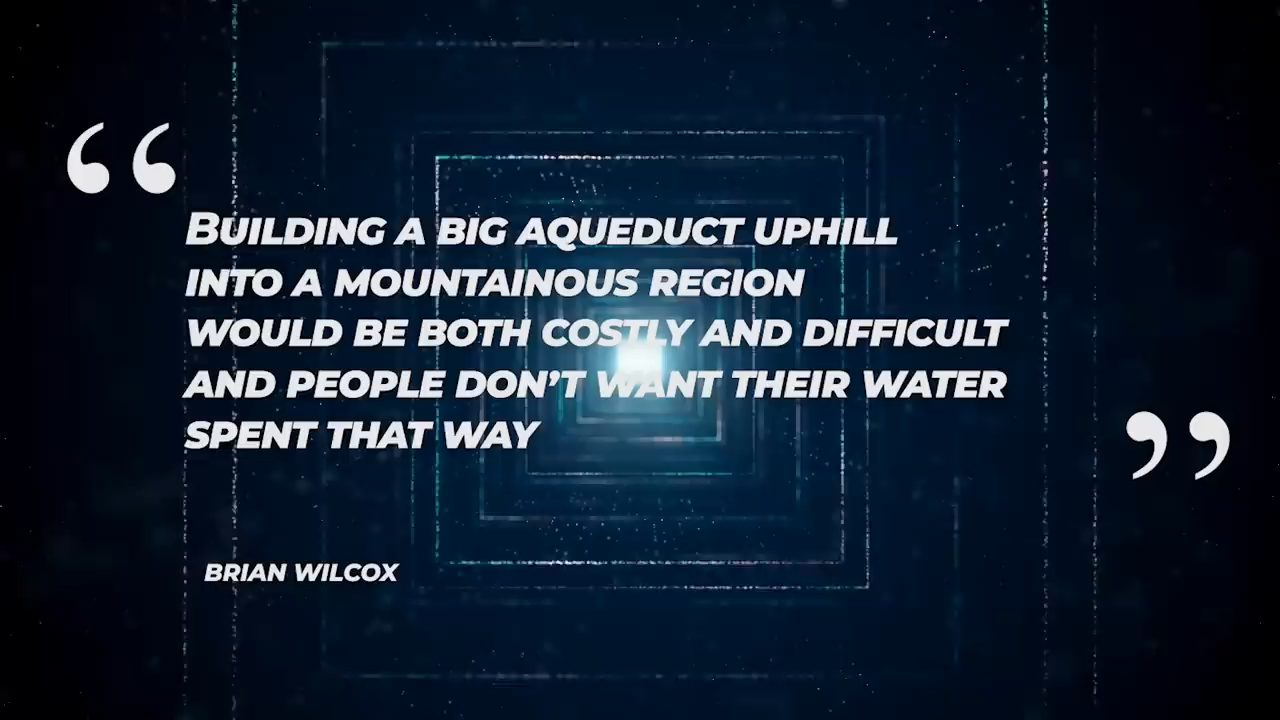 “
BUILDING A BIG AQUEDUCT UPHILL
INTO A MOUNTAINOUS REGION
WOULD BE BOTH COSTLY AND DIFFICULT
AND PEOPLE DON’T WANT THEIR WATER
SPENT THAT WAY
”
BRIAN WILCOX